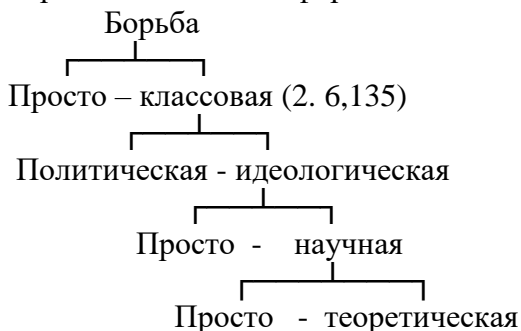 Борьба
Просто – классовая (2. 6,135)
Политическая - идеологическая
Просто - научная
Просто - теоретическая